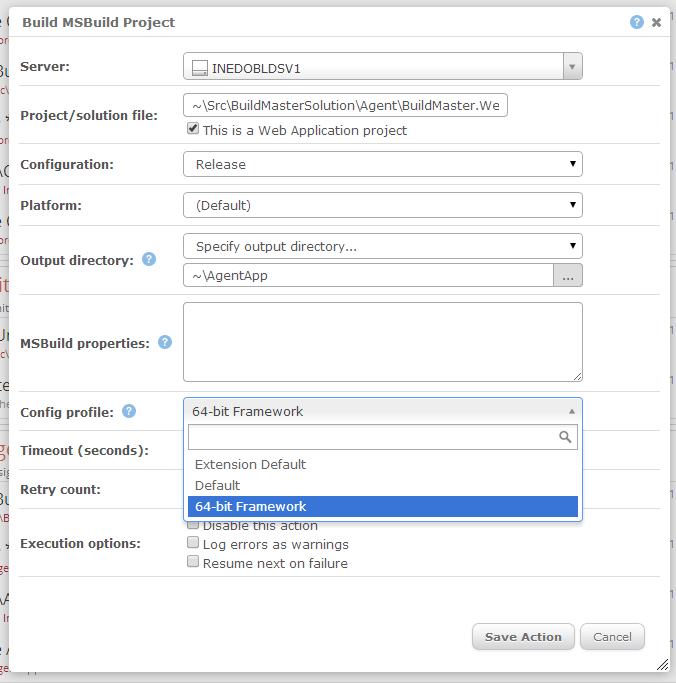 Build MSBuild Project
Server:
INEDOBLDSV1
Project/solution file:
~\Src\BuildMasterSolution\Agent\BuildMaster.We
This is a Web Application project
Configuration:
Release
Platform:
(Default)
Output directory:
Specify output directory...
~\AgentApp
...
MSBuild properties:
Config profile:
64-bit Framework
Extension Default
Timeout (seconds):
Default
Retry count:
64-bit Framework
Disable this action
Execution options:
Log errors as warnings
Resume next on failure
Save Action
Cancel